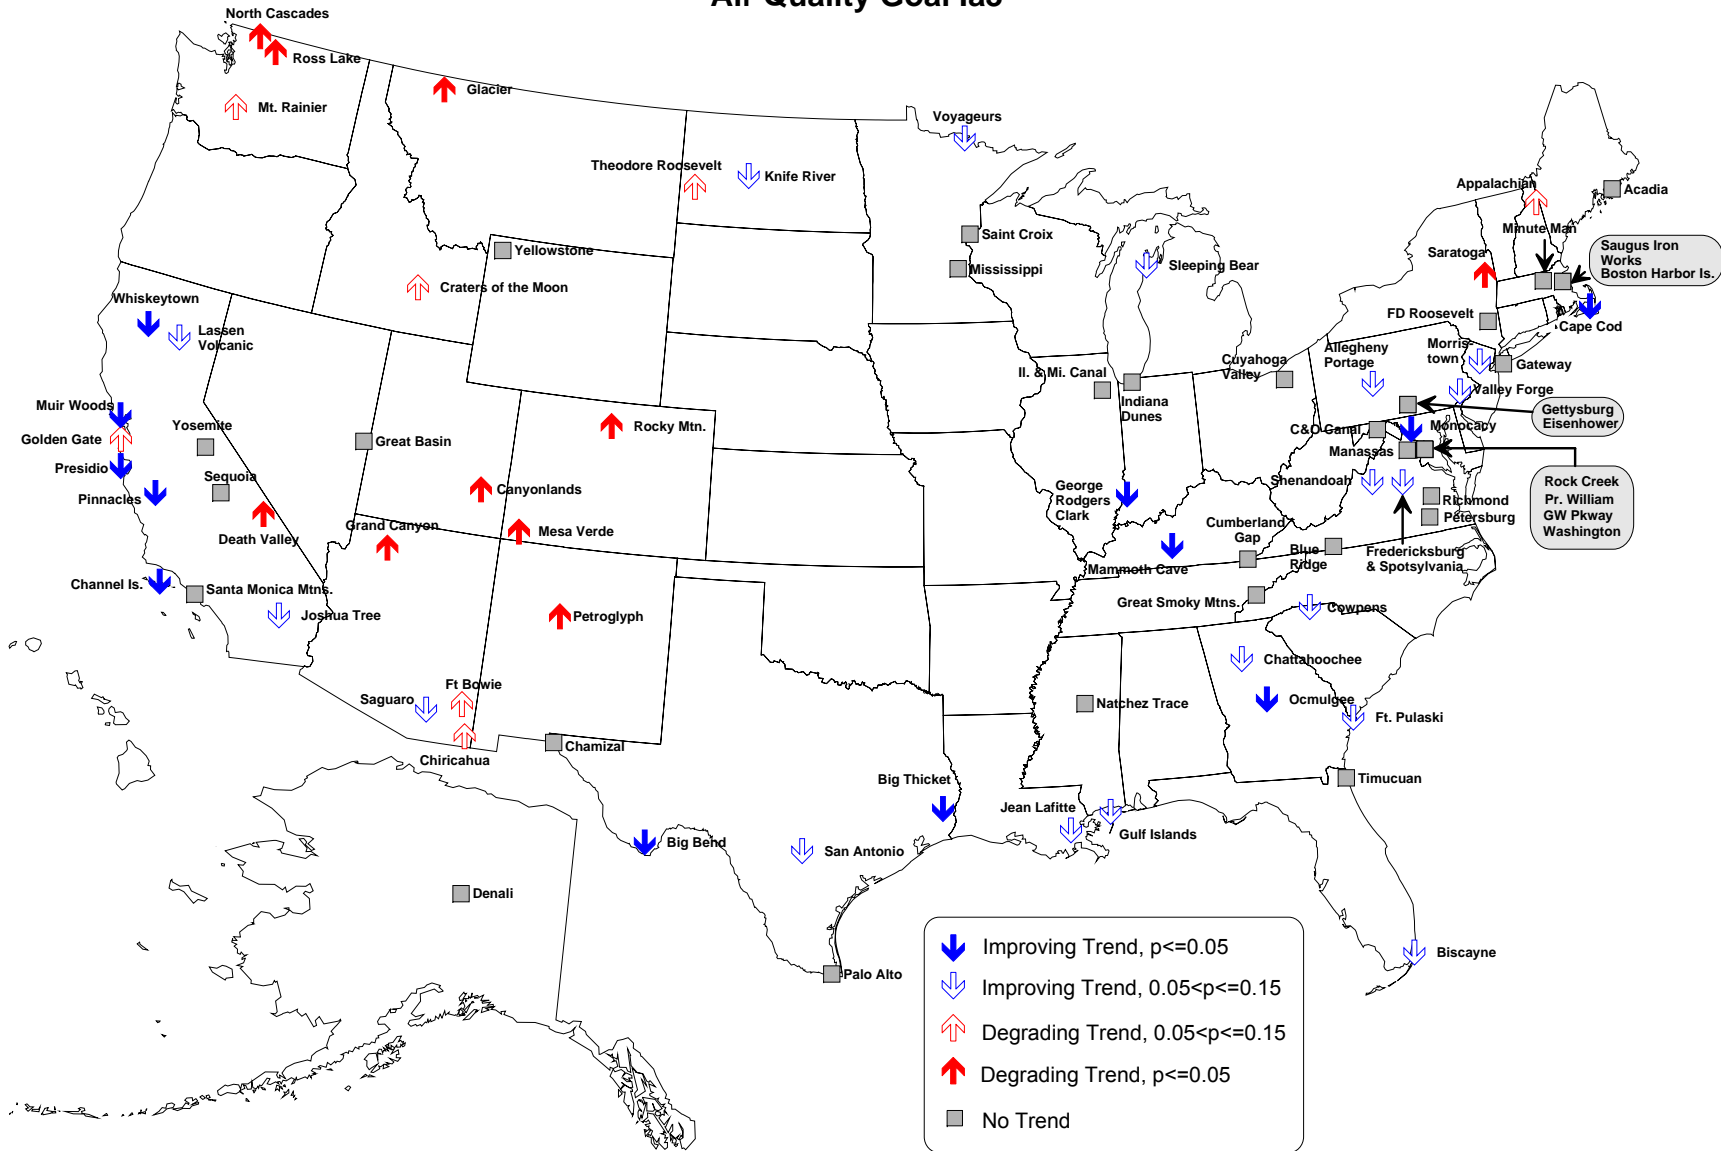 Air Quality Goal Ia3
North Cascades
Ross Lake
Mt. Rainier
Glacier
Voyageurs
Theodore Roosevelt
Knife River
Appalachian
Acadia
Minute Man
Saugus Iron
Works
Boston Harbor Is.
Saratoga
Saint Croix
Mississippi
Sleeping Bear
Yellowstone
Craters of the Moon
Whiskeytown
Lassen
Volcanic
FD Roosevelt
Cape Cod
Allegheny
Portage
Morris-
town
Gateway
Valley Forge
Cuyahoga
Valley
Il. & Mi. Canal
Indiana
Dunes
Muir Woods
Golden Gate
Presidio
Pinnacles
Yosemite
Sequoia
Great Basin
Rocky Mtn.
Gettysburg
Eisenhower
C&O Canal
Monocacy
Manassas
Shenandoah
Richmond
Petersburg
Rock Creek
Pr. William
GW Pkway
Washington
Canyonlands
George
Rodgers
Clark
Death Valley
Grand Canyon
Mesa Verde
Cumberland
Gap
Blue
Ridge
Fredericksburg
& Spotsylvania
Channel Is.
Santa Monica Mtns.
Joshua Tree
Mammoth Cave
Great Smoky Mtns.
Cowpens
Petroglyph
Chattahoochee
Ocmulgee
Ft. Pulaski
Saguaro
Ft Bowie
Chiricahua
Chamizal
Natchez Trace
Timucuan
Big Thicket
Jean Lafitte
Gulf Islands
Big Bend
San Antonio
Denali
Palo Alto
Biscayne
Improving Trend, p<=0.05
Improving Trend, 0.05<p<=0.15
Degrading Trend, 0.05<p<=0.15
Degrading Trend, p<=0.05
No Trend